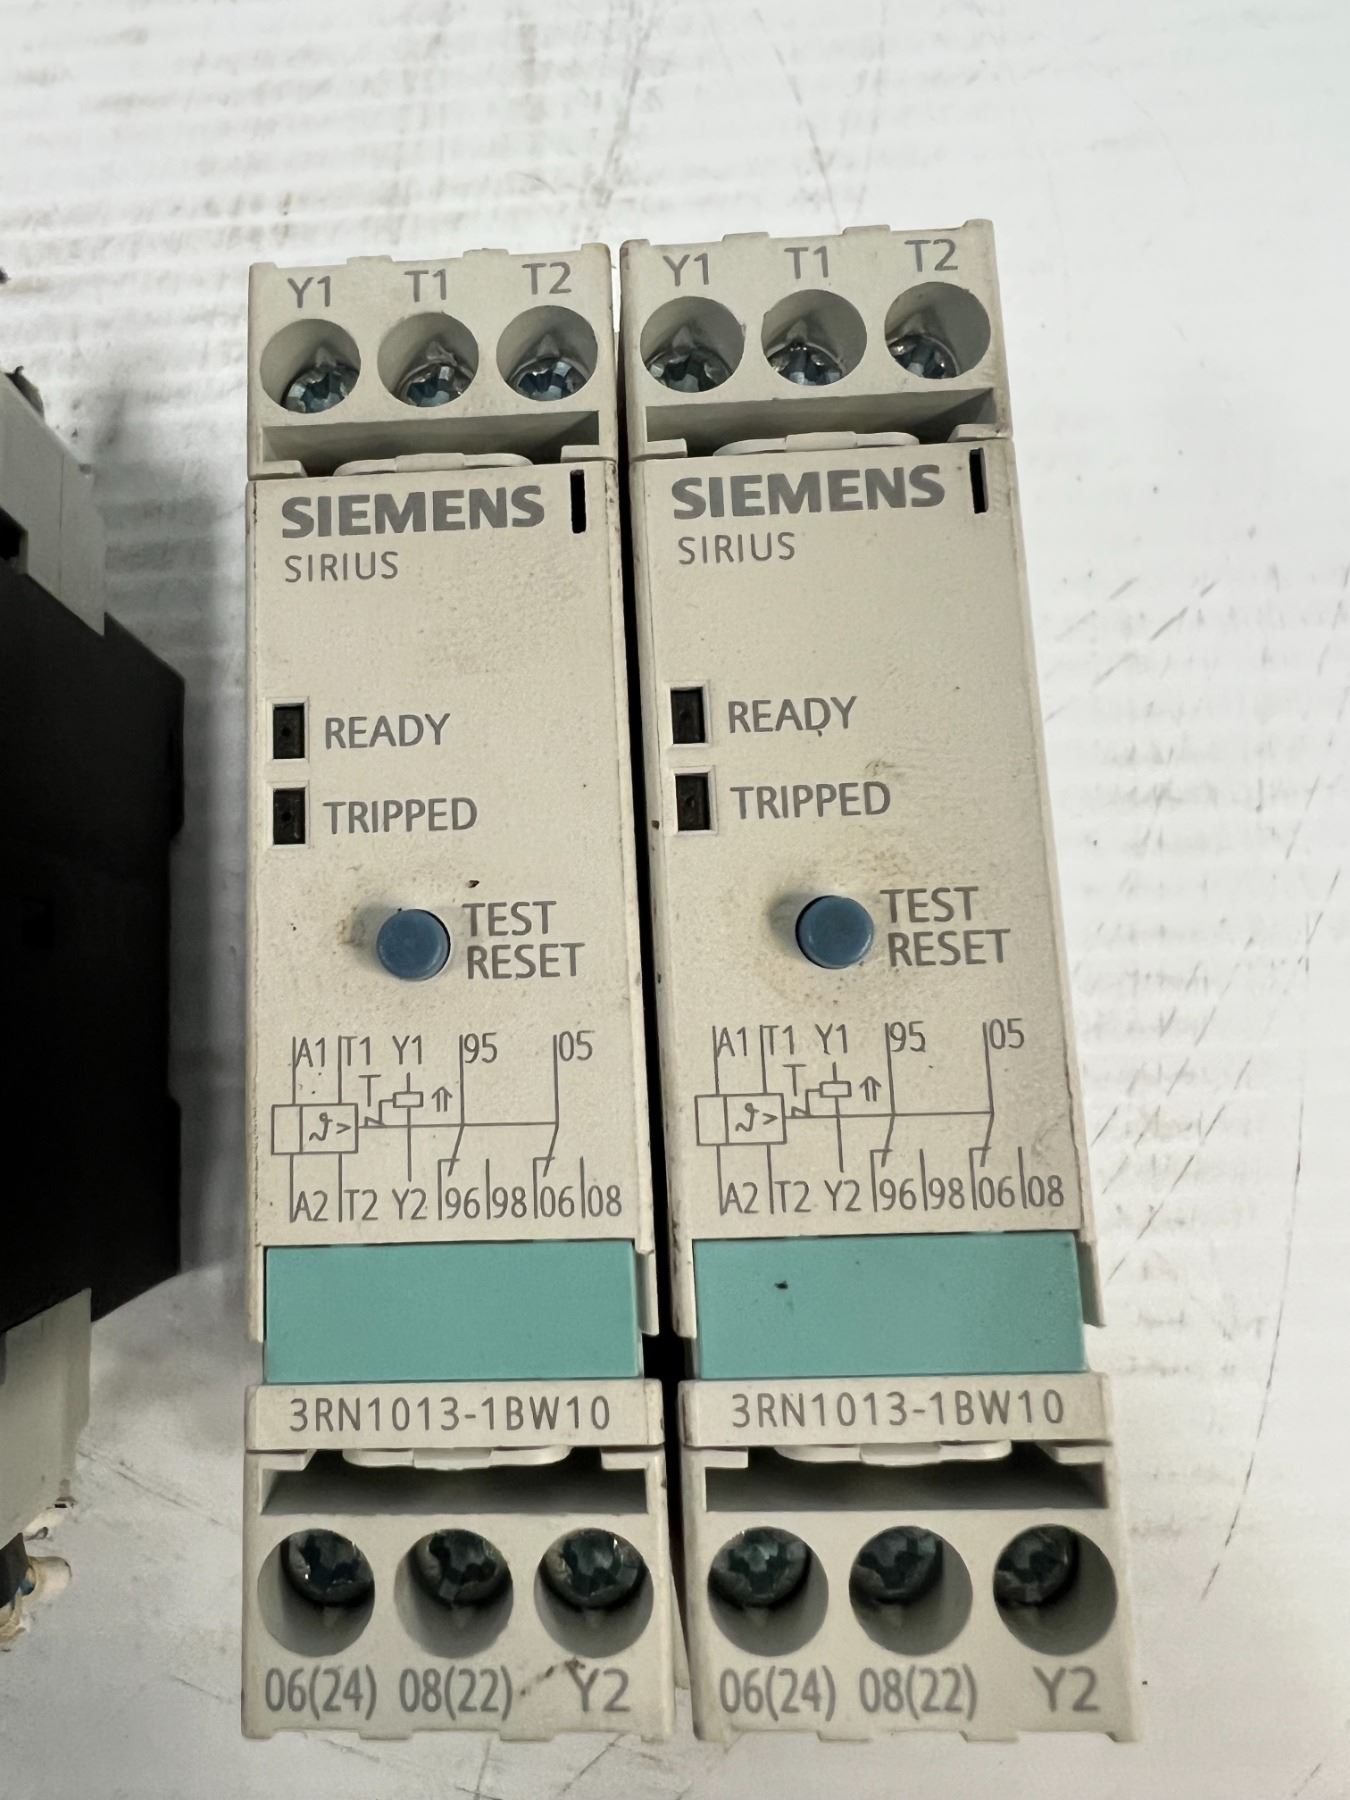 Y1 T1 T2
SIEMENS
SIRIUS
READY
TRIPPED
TEST
RESET
A1 T1 Y1 95 05
T
ϑ>
A2 T2 Y2 96 98 06 08
3RN1013-1BW10
06(24) 08(22) Y2
Y1 T1 T2
SIEMENS
SIRIUS
READY
TRIPPED
TEST
RESET
A1 T1 Y1 95 05
T
ϑ>
A2 T2 Y2 96 98 06 08
3RN1013-1BW10
06(24) 08(22) Y2